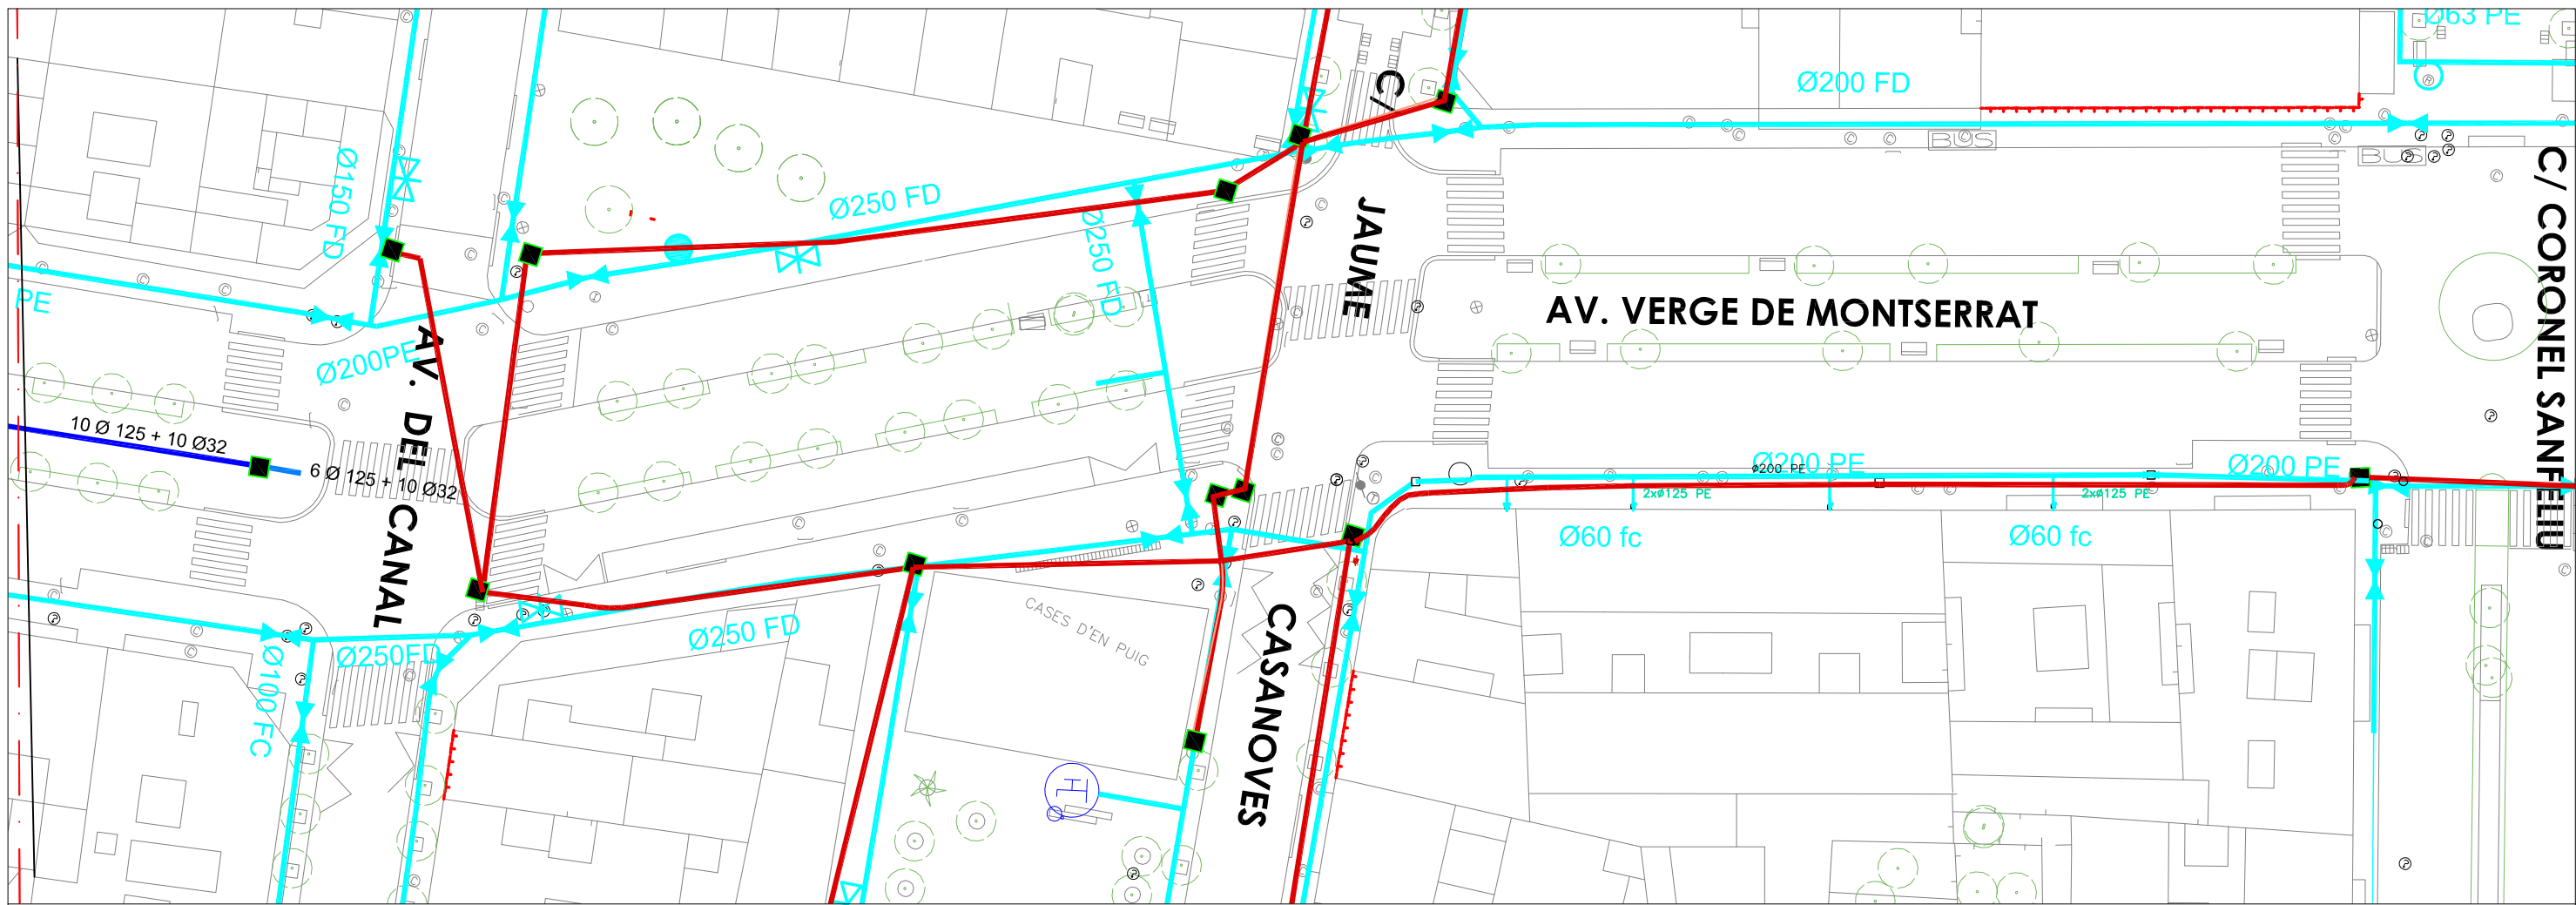 Ø63 PE
Ø200 FD
C/
BUS
BUS
Ø150 FD
Ø250 FD
Ø250 FD
JAUME
C/ CORONEL SANFELIU
PE
AV. VERGE DE MONTSERRAT
Ø200PE
AV. DEL CANAL
10 Ø 125 + 10 Ø32
6 Ø 125 + 10 Ø32
Ø200 PE
ø200 PE
Ø200 PE
2xø125 PE
2xø125 PE
Ø60 fc
Ø60 fc
CASES D'EN PUIG
CASANOVES
Ø250 FD
Ø250FD
Ø100 FC